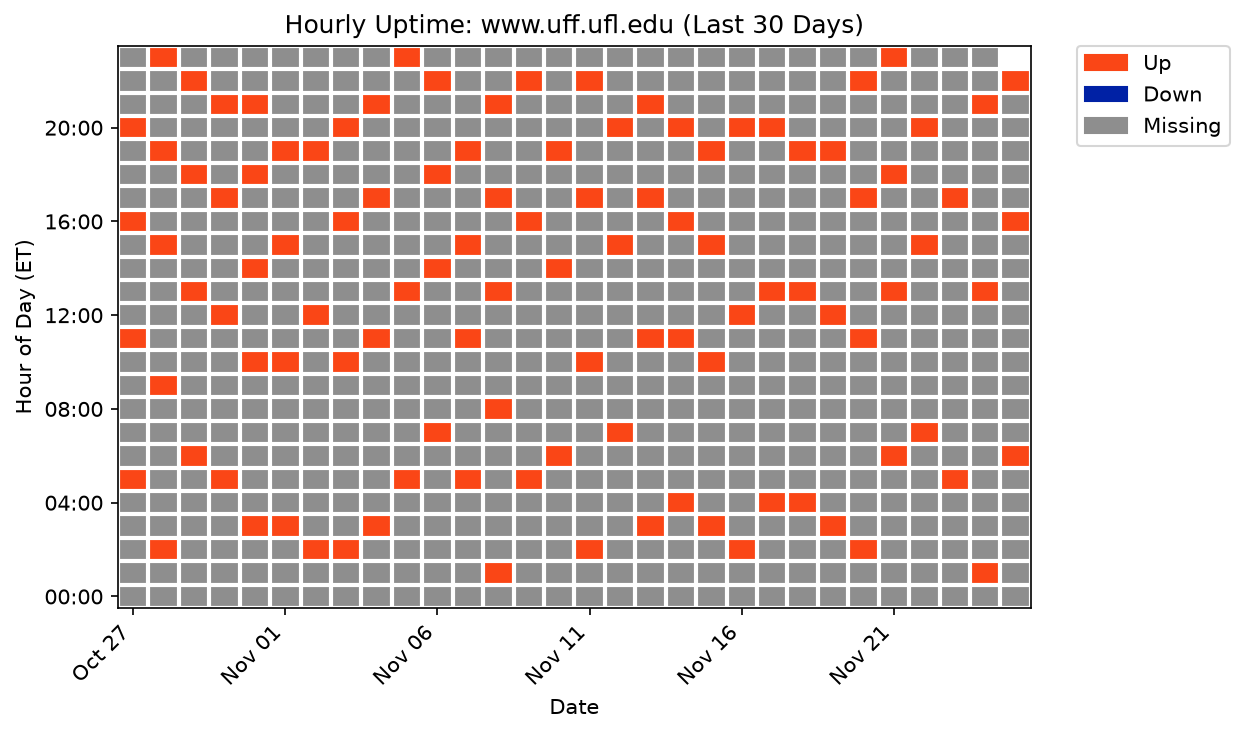 Hourly Uptime: www.uff.ufl.edu (Last 30 Days)
Up
Down
Missing
20:00
16:00
12:00
08:00
04:00
00:00
Hour of Day (ET)
Oct 27
Nov 01
Nov 06
Nov 11
Nov 16
Nov 21
Date